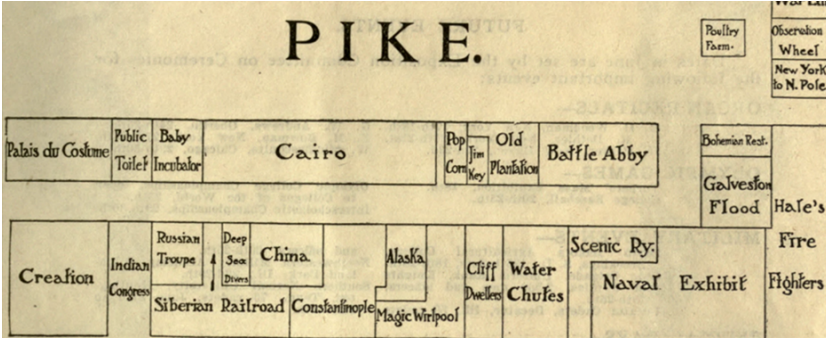 PIKE.
War
Observation
Wheel
New York
to N. Pole
Poultry
Farm.
Palais du Costume
Public
Toilet
Baby
Incubator
Cairo
Pop
Corn
Jim
Key
Old
Plantation
Battle Abby
Bohemian Rest.
Galveston
Flood
Hale's
Fire
Fighters
Creation
Indian
Congress
Russian
Troupe
Deep
Sea
Divers
China
Siberian Railroad
Constantinople
Alaska
Magic Wirlpool
Cliff
Dwellers
Water
Chutes
Scenic Ry.
Naval Exhibit